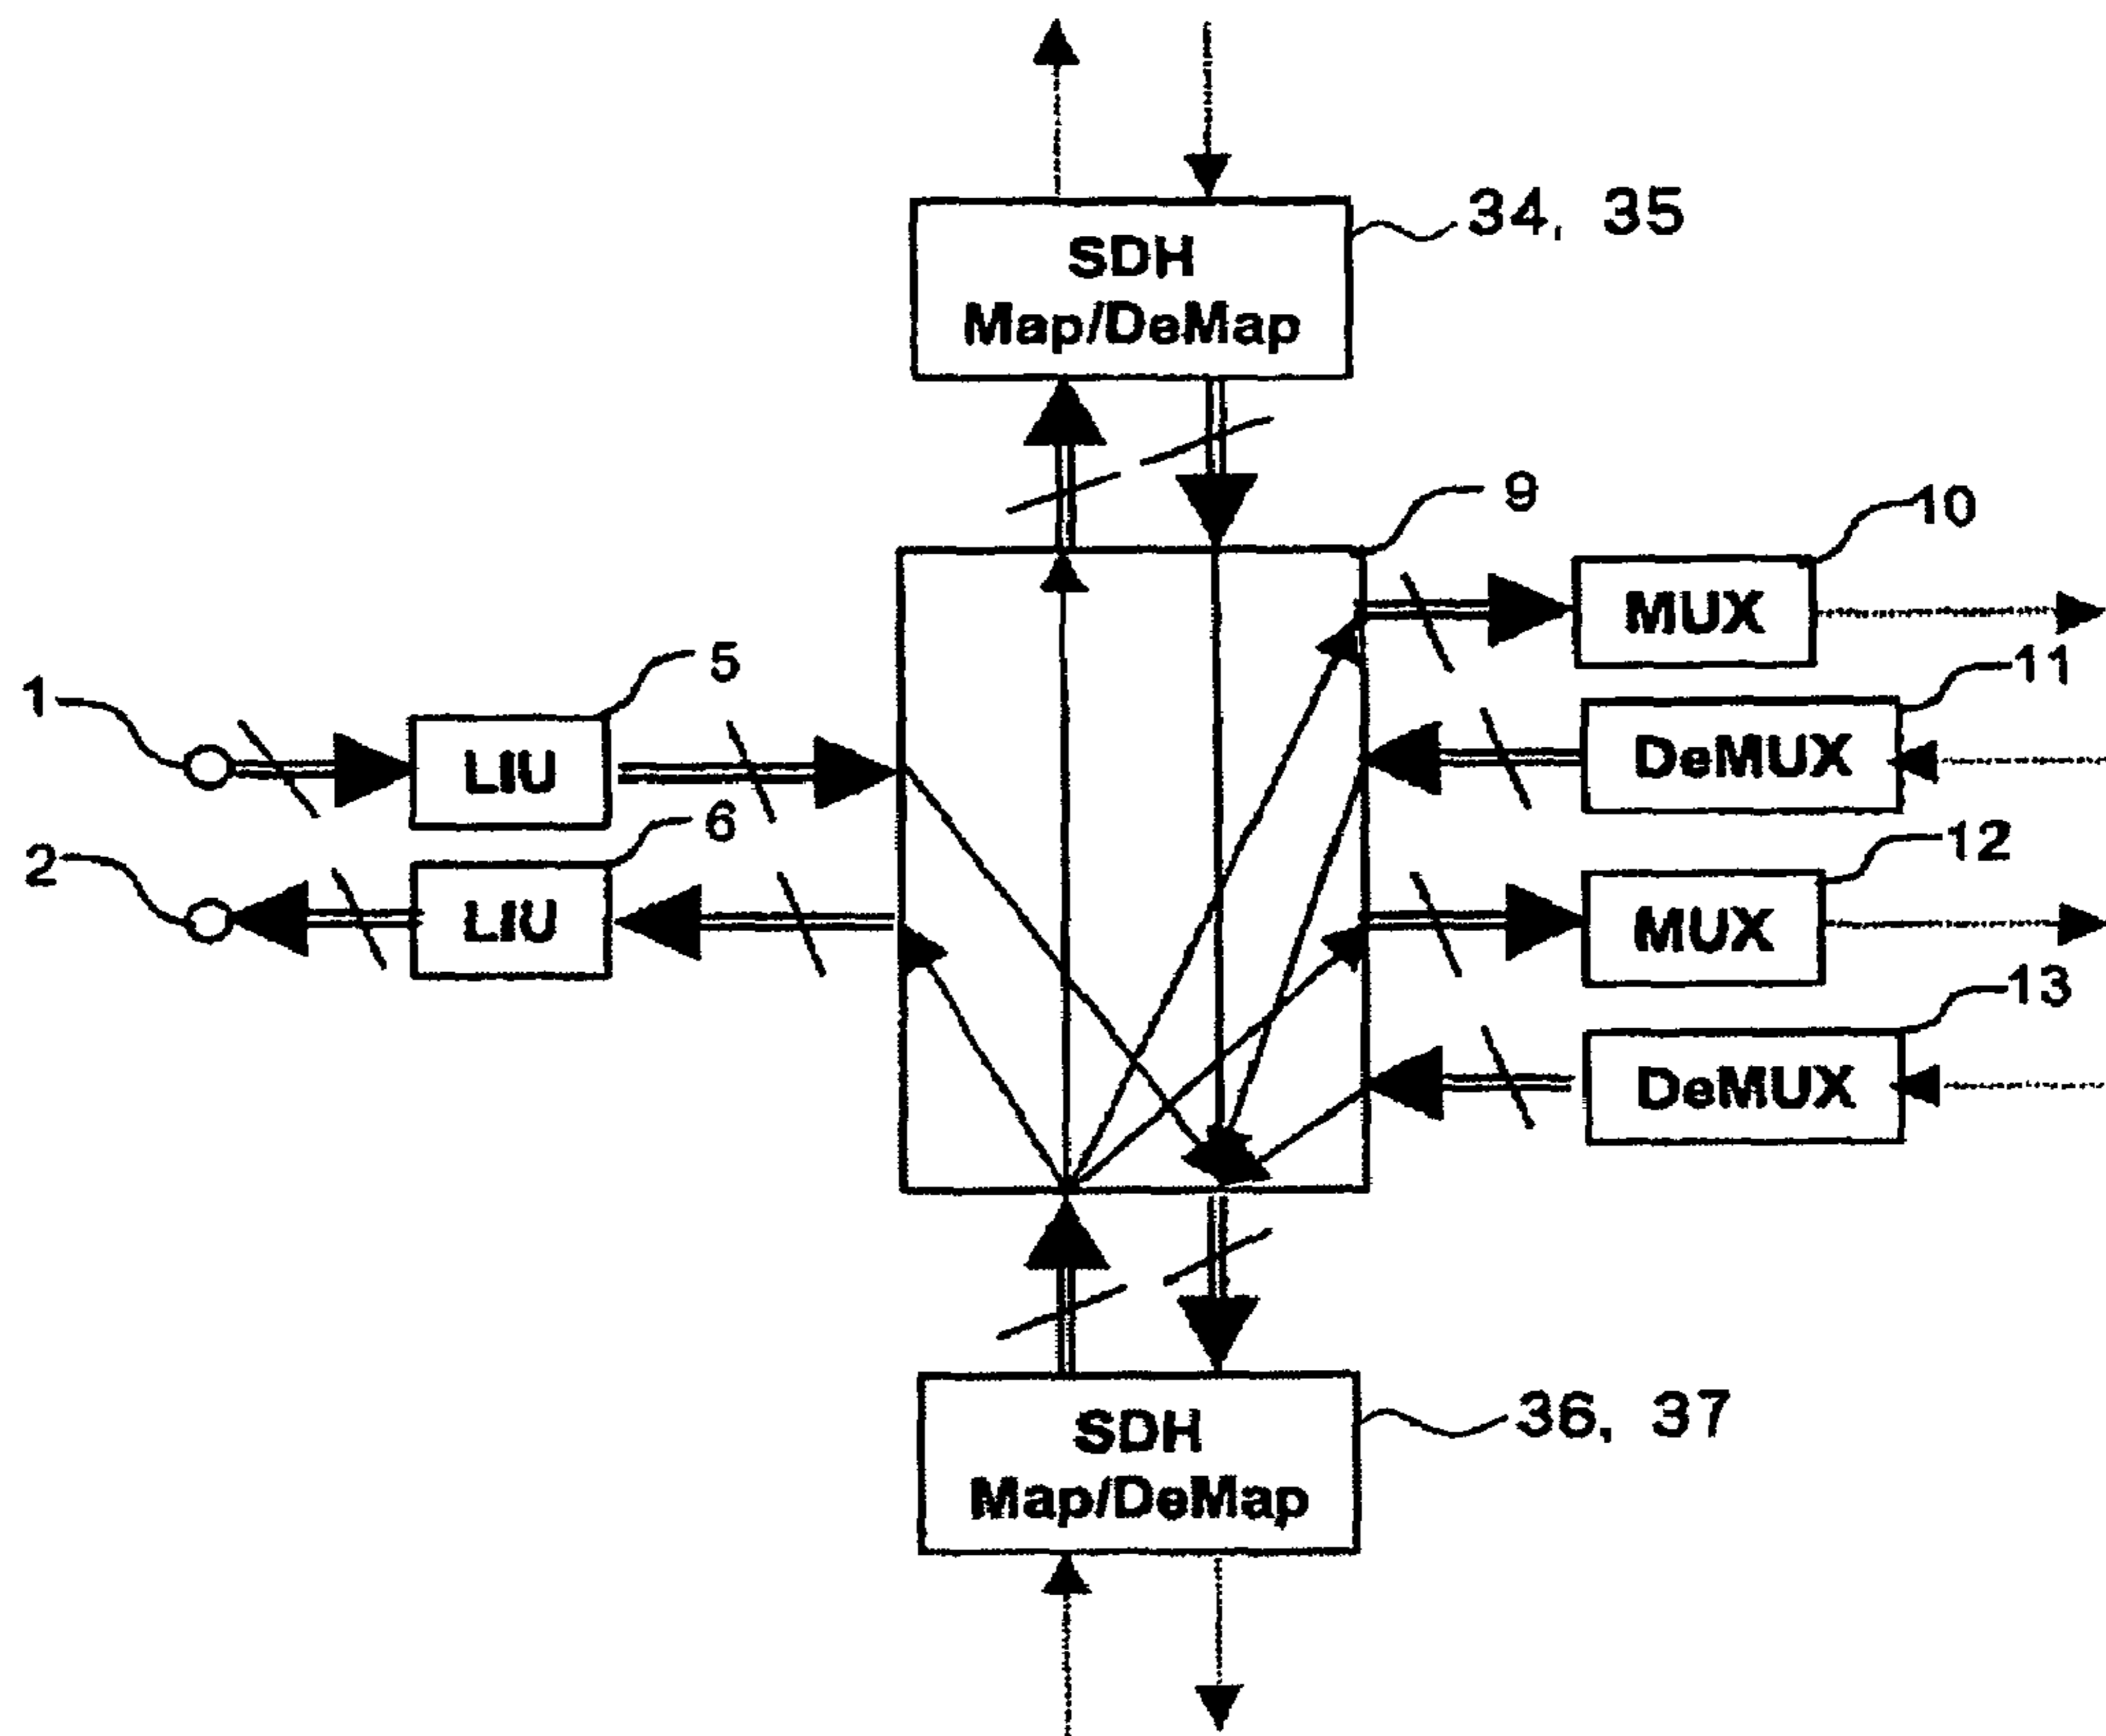 SDH
Map/DeMap
34, 35
9
10
MUX
11
5
1
LIU
DeMUX
12
6
2
LIU
MUX
13
DeMUX
SDH
Map/DeMap
36, 37